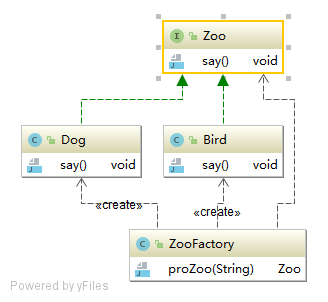 I Zoo
say() void
C Dog
say() void
C Bird
say() void
«create»
«create»
C ZooFactory
proZoo(String) Zoo
Powered by yFiles